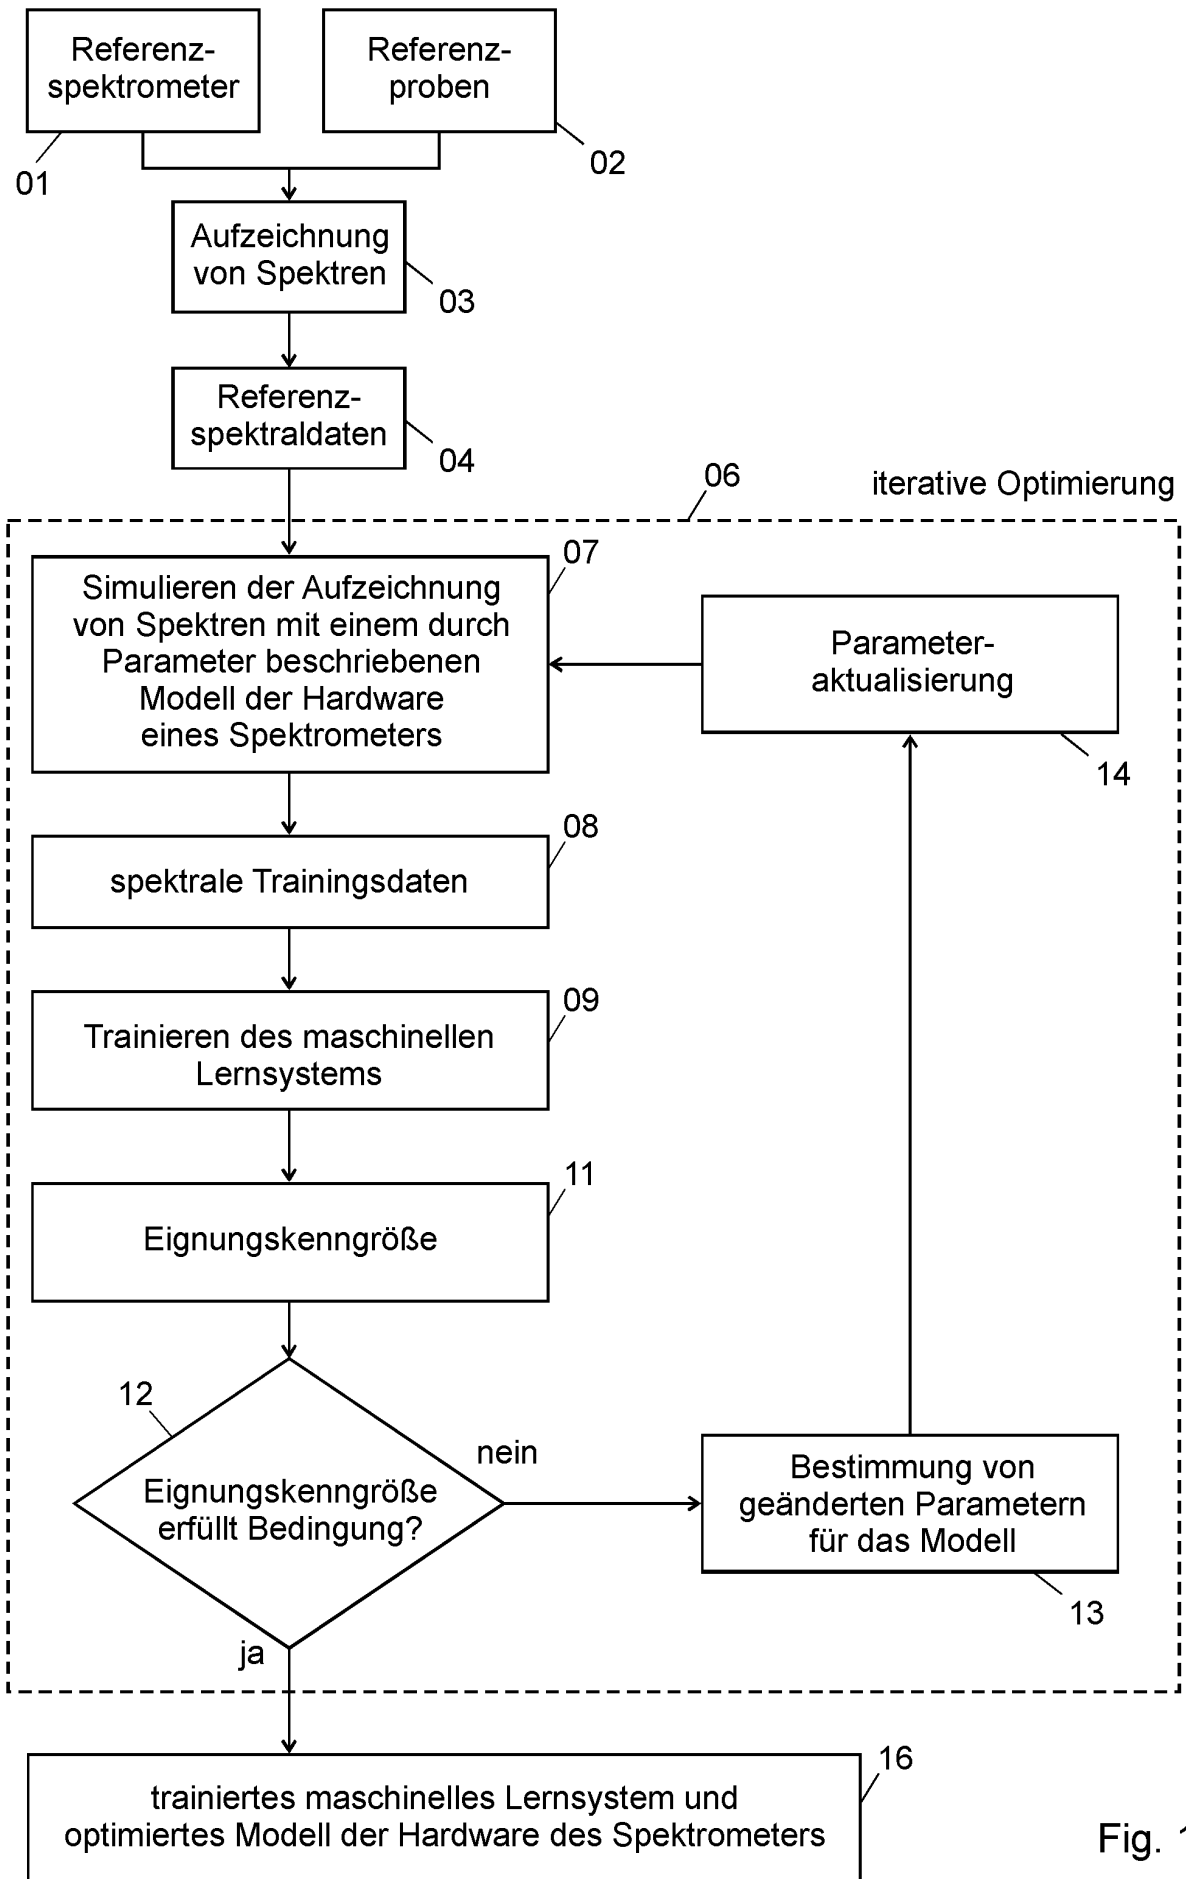 Referenz-
spektrometer
Referenz-
proben
01
02
Aufzeichnung
von Spektren
03
Referenz-
spektraldaten
04
06
iterative Optimierung
07
Simulieren der Aufzeichnung
von Spektren mit einem durch
Parameter beschriebenen
Modell der Hardware
eines Spektrometers
Parameter-
aktualisierung
14
08
spektrale Trainingsdaten
09
Trainieren des maschinellen
Lernsystems
11
Eignungskenngröße
12
Eignungskenngröße
erfüllt Bedingung?
nein
Bestimmung von
geänderten Parametern
für das Modell
13
ja
16
trainiertes maschinelles Lernsystem und
optimiertes Modell der Hardware des Spektrometers
Fig.